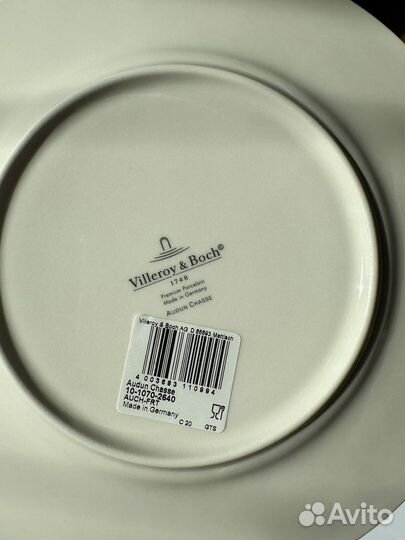 Villeroy & Boch©
1748
Premium Porcelain
Made in Germany
AUDUN CHASSE
Villeroy & Boch AG D 66693 Mettlach
4 003683 110994
Audun Chasse
10-1070-2640
AUCH-FRT
Made in Germany
C 20 GTS
Avito